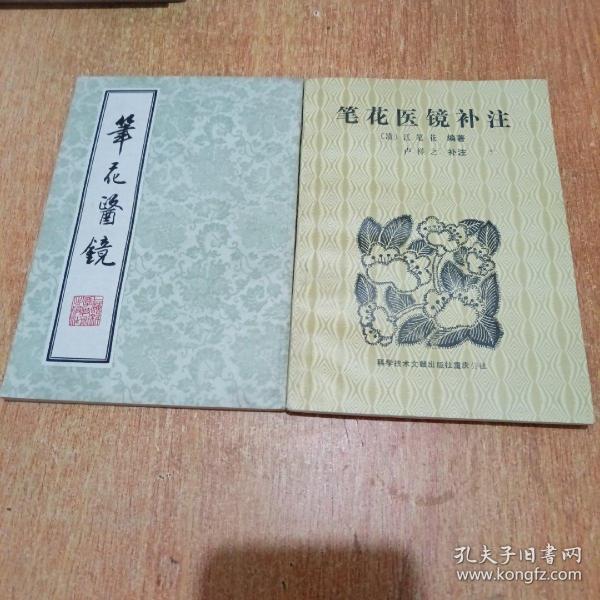 筆花醫鏡
笔花医镜补注
（清）江笔花 编著
卢祥之 补注
科学技术文献出版社重庆分社
孔夫子旧书网
www.kongfz.com